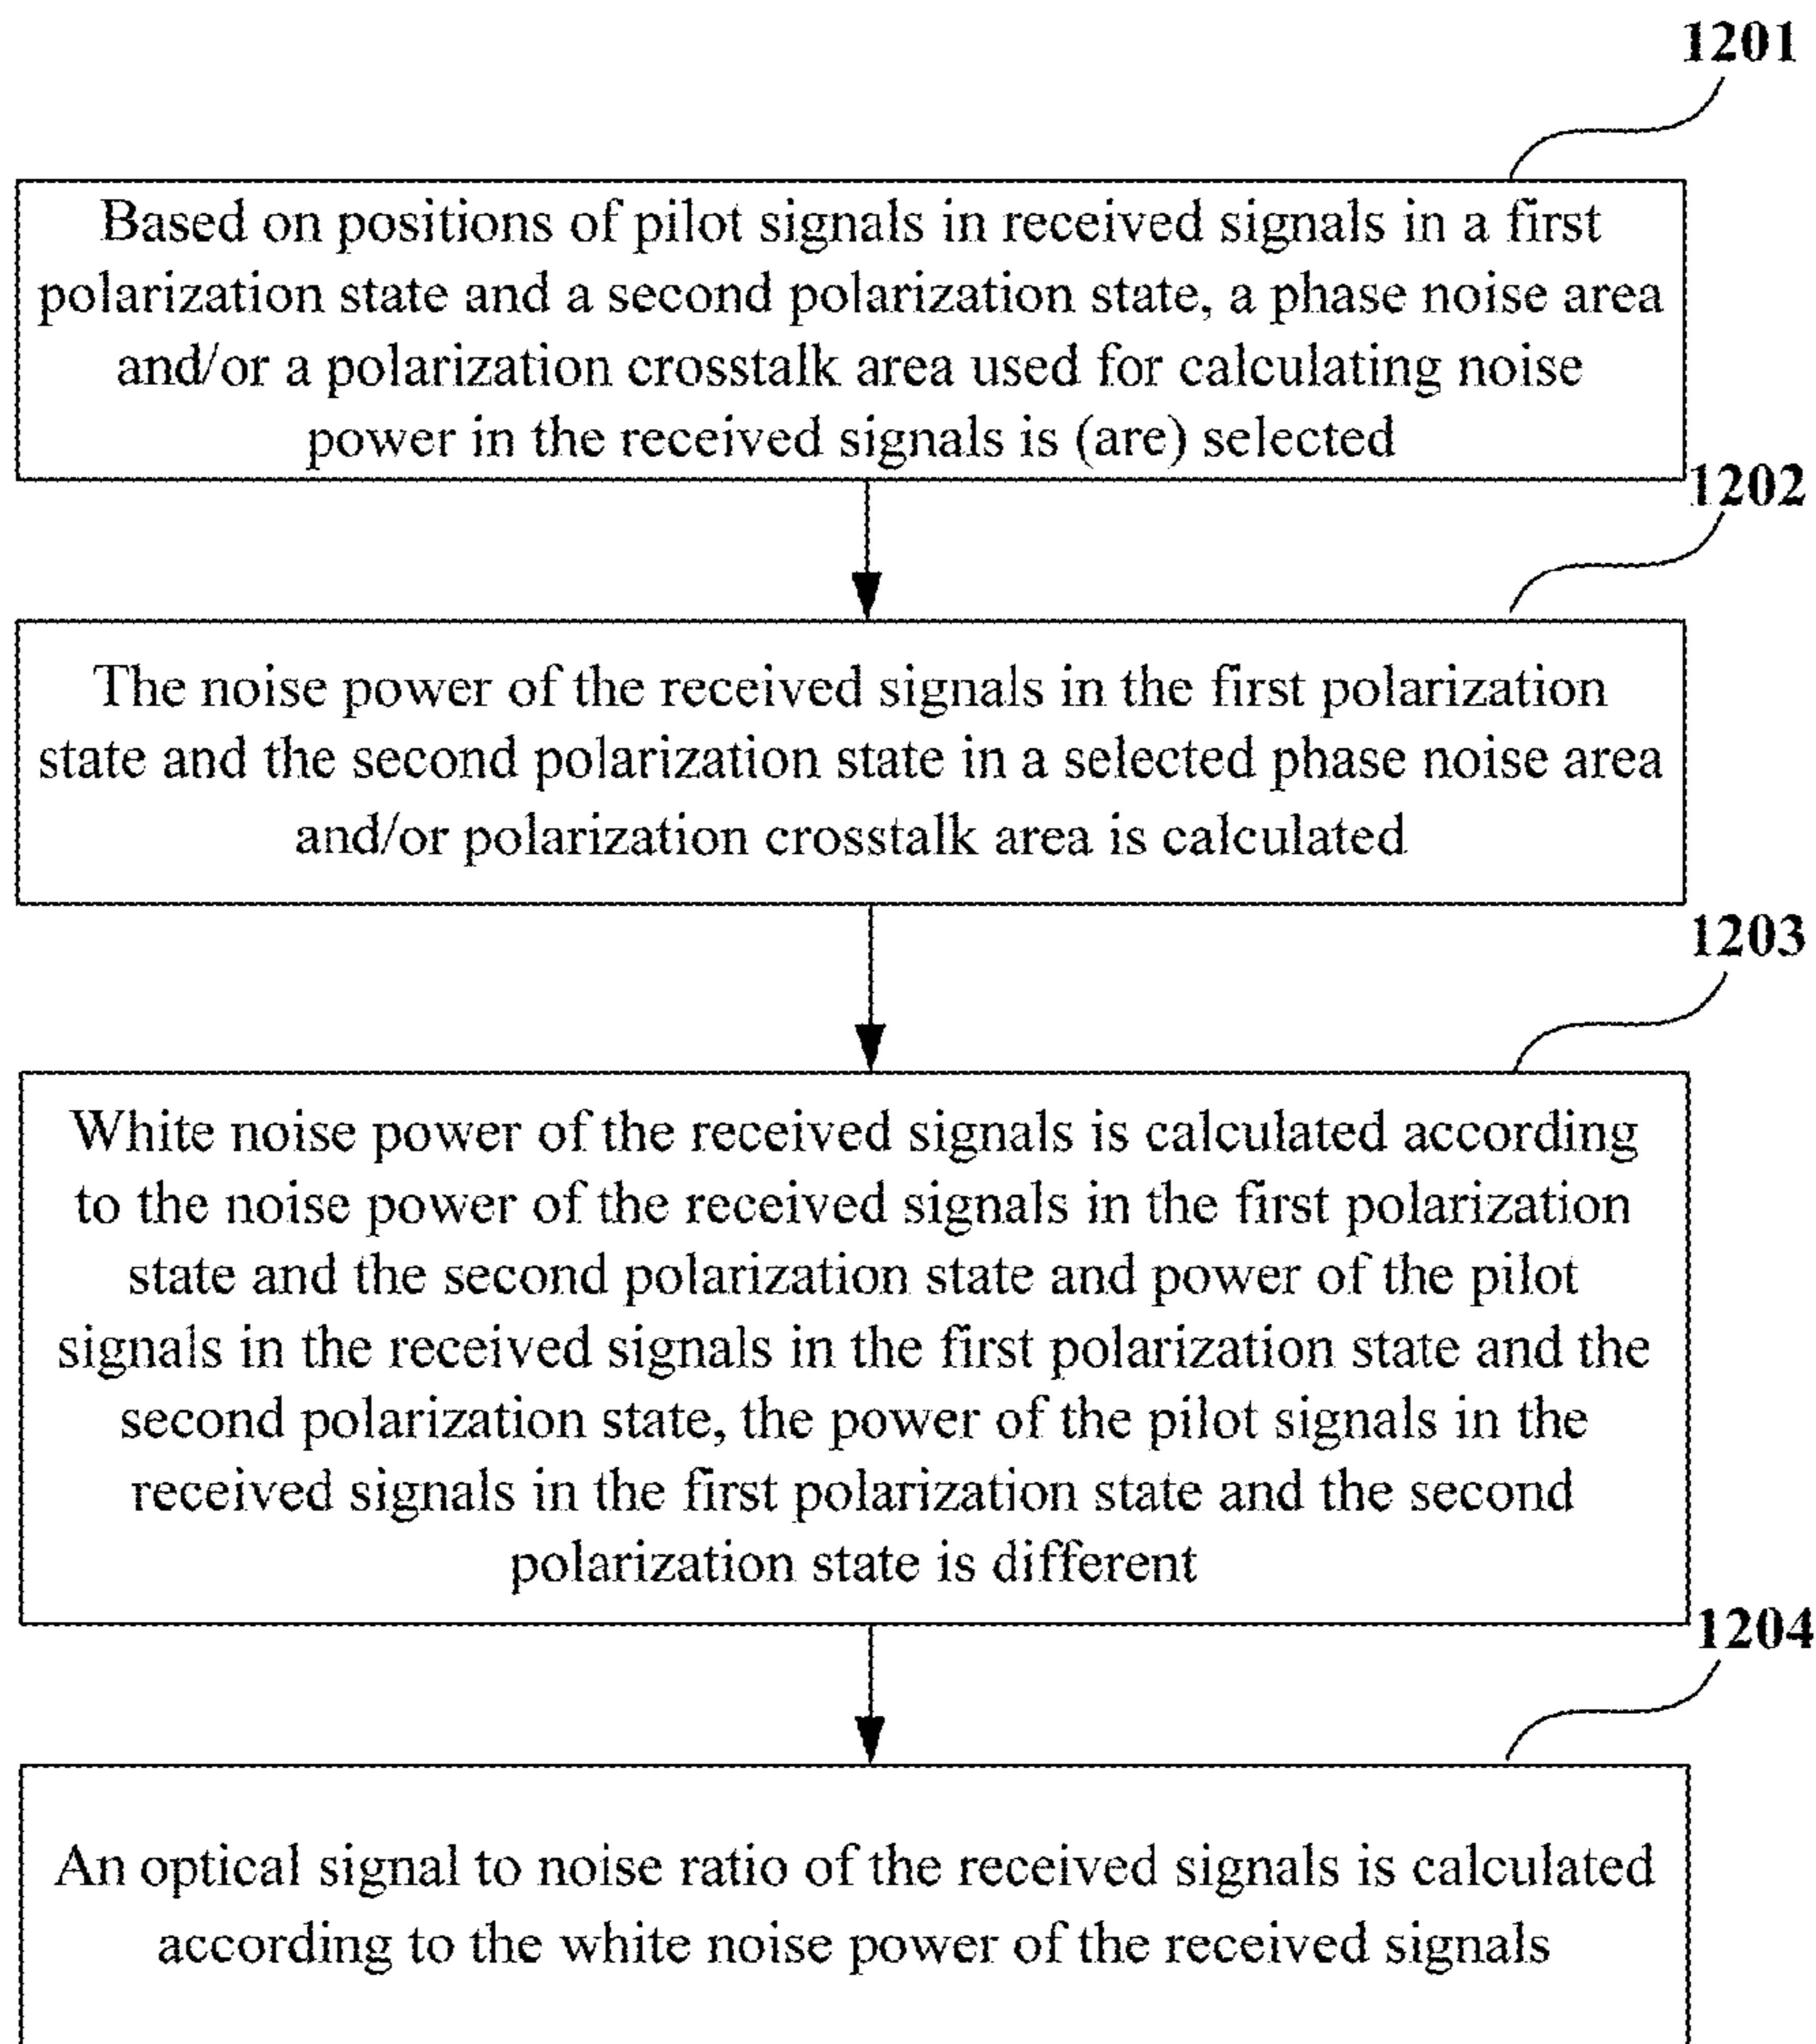 1201
Based on positions of pilot signals in received signals in a first
polarization state and a second polarization state, a phase noise area
and/or a polarization crosstalk area used for calculating noise
power in the received signals is (are) selected
1202
The noise power of the received signals in the first polarization
state and the second polarization state in a selected phase noise area
and/or polarization crosstalk area is calculated
1203
White noise power of the received signals is calculated according
to the noise power of the received signals in the first polarization
state and the second polarization state and power of the pilot
signals in the received signals in the first polarization state and the
second polarization state, the power of the pilot signals in the
received signals in the first polarization state and the second
polarization state is different
1204
An optical signal to noise ratio of the received signals is calculated
according to the white noise power of the received signals